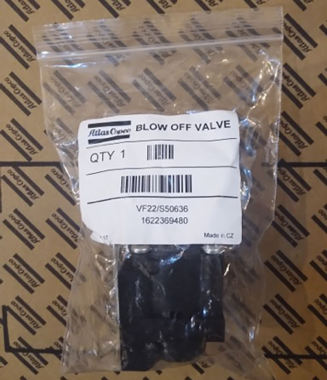 Atlas Copco BLOW OFF VALVE
QTY 1
VF22/S50636
1622369480
Made in CZ